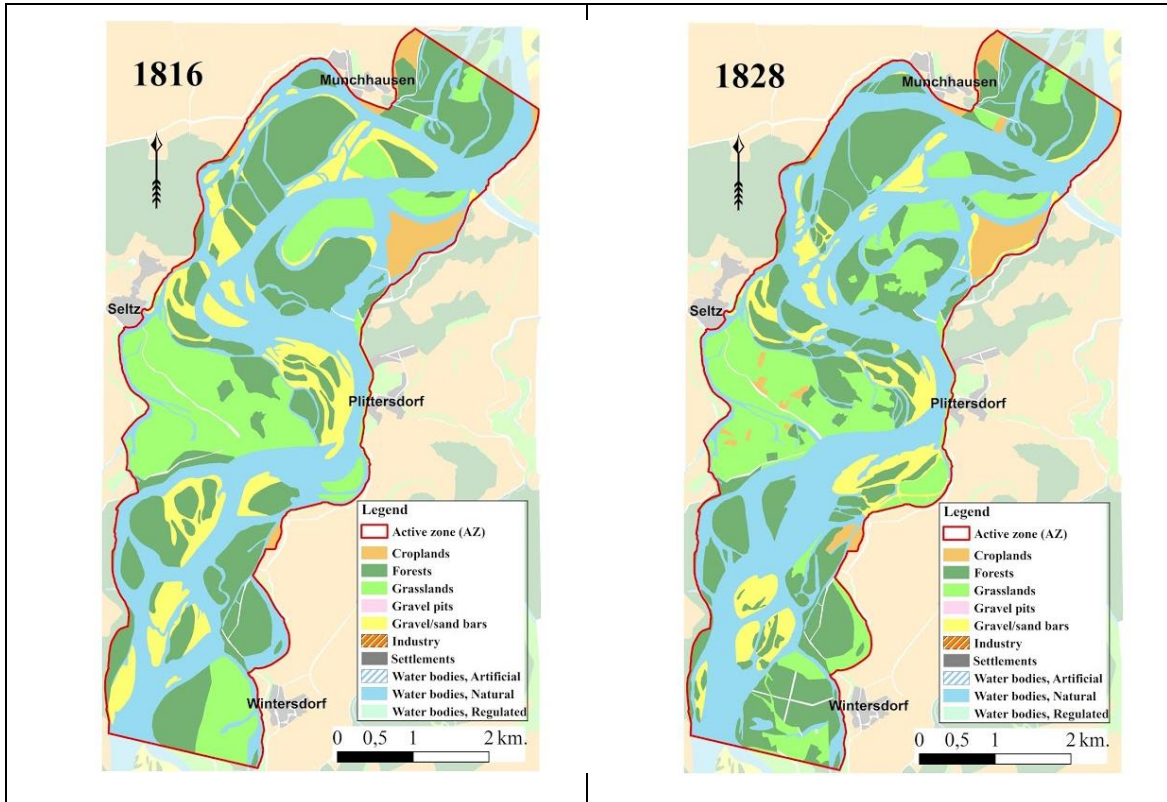 1816
Munchhausen
Seltz
Plittersdorf
Wintersdorf
Legend
Active zone (AZ)
Croplands
Forests
Grasslands
Gravel pits
Gravel/sand bars
Industry
Settlements
Water bodies, Artificial
Water bodies, Natural
Water bodies, Regulated
0 0,5 1 2 km.
1828
Munchhausen
Seltz
Plittersdorf
Wintersdorf
Legend
Active zone (AZ)
Croplands
Forests
Grasslands
Gravel pits
Gravel/sand bars
Industry
Settlements
Water bodies, Artificial
Water bodies, Natural
Water bodies, Regulated
0 0,5 1 2 km.